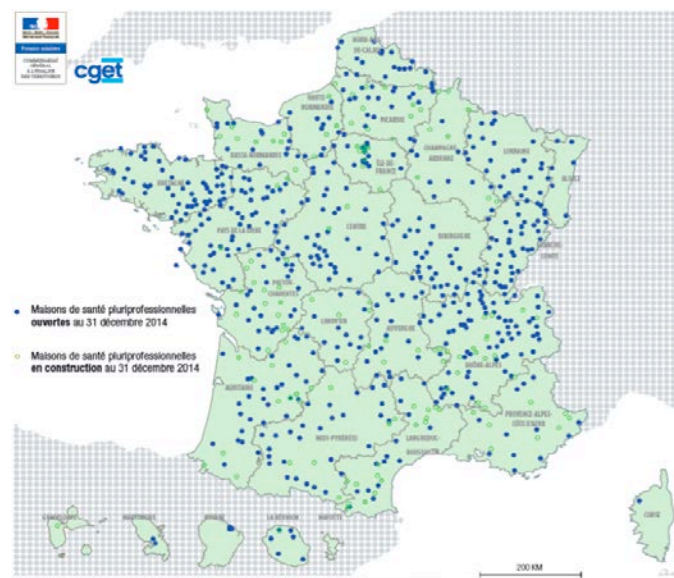 cget
NORD-PAS-
DE-CALAIS
HAUTE-
NORMANDIE
PICARDIE
BASSE-NORMANDIE
ÎLE-DE-
FRANCE
CHAMPAGNE
ARDENNE
LORRAINE
ALSACE
BRETAGNE
PAYS DE LA LOIRE
CENTRE
BOURGOGNE
FRANCHE
COMTÉ
POITOU
CHARENTES
LIMOUSIN
AUVERGNE
RHÔNE-ALPES
Maisons de santé pluriprofessionnelles
ouvertes au 31 décembre 2014
Maisons de santé pluriprofessionnelles
en construction au 31 décembre 2014
AQUITAINE
MIDI-PYRÉNÉES
LANGUEDOC-
ROUSSILLON
PROVENCE-ALPES-
CÔTE D'AZUR
GUADELOUPE
MARTINIQUE
GUYANE
LA RÉUNION
MAYOTTE
CORSE
200 KM